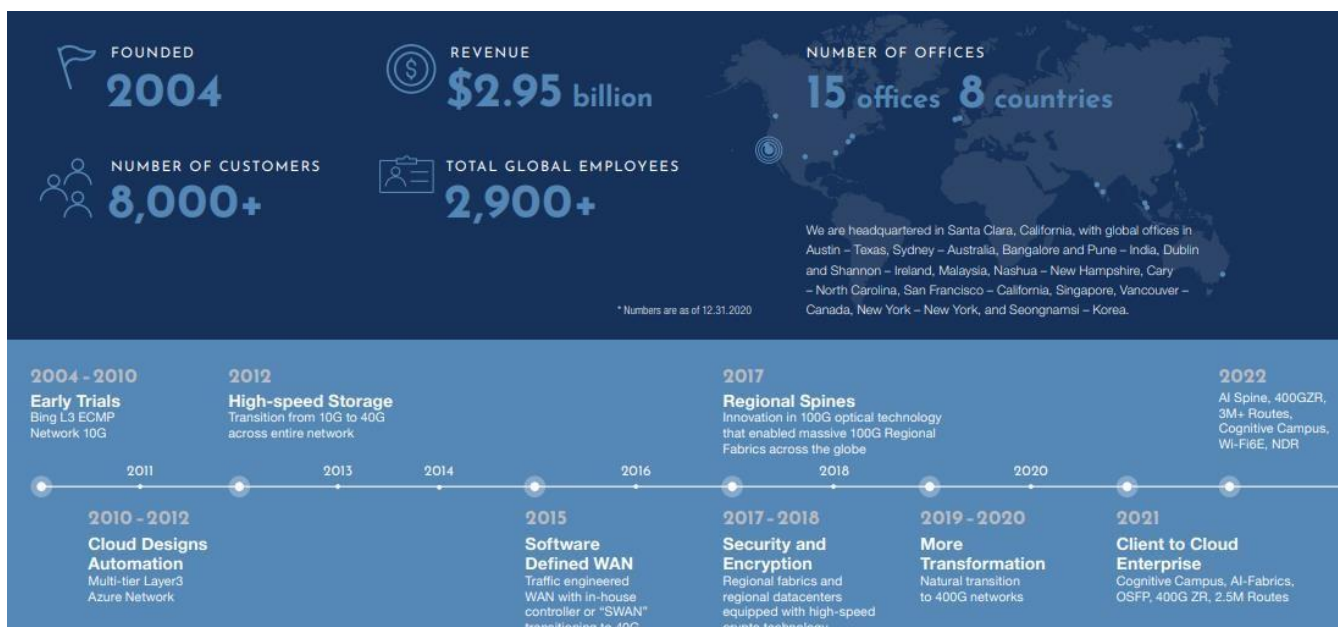 FOUNDED
2004
REVENUE
$2.95 billion
NUMBER OF OFFICES
15 offices 8 countries
NUMBER OF CUSTOMERS
8,000+
TOTAL GLOBAL EMPLOYEES
2,900+
We are headquartered in Santa Clara, California, with global offices in
Austin – Texas, Sydney – Australia, Bangalore and Pune – India, Dublin
and Shannon – Ireland, Malaysia, Nashua – New Hampshire, Cary
– North Carolina, San Francisco – California, Singapore, Vancouver –
Canada, New York – New York, and Seongnamsi – Korea.
* Numbers are as of 12.31.2020
2004-2010
Early Trials
Bing L3 ECMP
Network 10G
2012
High-speed Storage
Transition from 10G to 40G
across entire network
2017
Regional Spines
Innovation in 100G optical technology
that enabled massive 100G Regional
Fabrics across the globe
2022
AI Spine, 400GZR,
3M+ Routes,
Cognitive Campus,
Wi-Fi6E, NDR
2011
2013
2014
2016
2018
2020
2010-2012
Cloud Designs
Automation
Multi-tier Layer3
Azure Network
2015
Software
Defined WAN
Traffic engineered
WAN with in-house
controller or "SWAN"
transitioning to 40G
2017-2018
Security and
Encryption
Regional fabrics and
regional datacenters
equipped with high-speed
crypto technology
2019-2020
More
Transformation
Natural transition
to 400G networks
2021
Client to Cloud
Enterprise
Cognitive Campus, AI-Fabrics,
OSFP, 400G ZR, 2.5M Routes